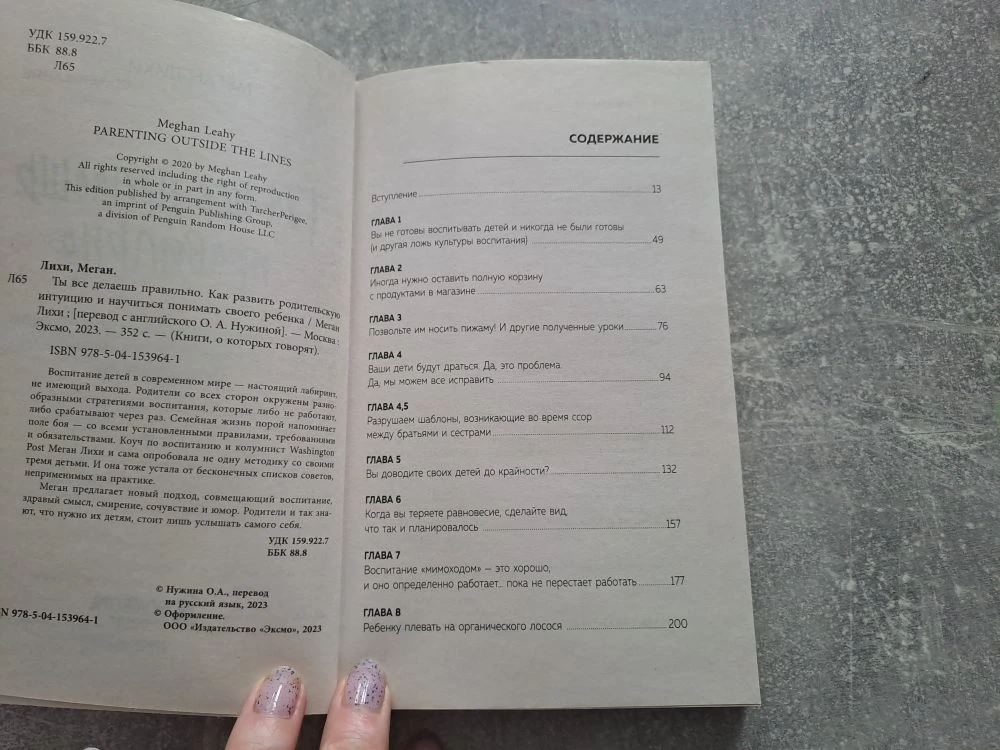 УДК 159.922.7
ББК 88.8
Л65
Meghan Leahy
PARENTING OUTSIDE THE LINES
Copyright © 2020 by Meghan Leahy
All rights reserved including the right of reproduction
in whole or in part in any form.
This edition published by arrangement with TarcherPerigee,
an imprint of Penguin Publishing Group,
a division of Penguin Random House LLC
Лихи, Меган.
Л65 Ты все делаешь правильно. Как развить родительскую
интуицию и научиться понимать своего ребенка / Меган
Лихи ; [перевод с английского О. А. Нужиной]. — Москва :
Эксмо, 2023. — 352 с. — (Книги, о которых говорят).
ISBN 978-5-04-153964-1
Воспитание детей в современном мире — настоящий лабиринт,
не имеющий выхода. Родители со всех сторон окружены разно-
образными стратегиями воспитания, которые либо не работают,
либо срабатывают через раз. Семейная жизнь порой напоминает
поле боя — со всеми установленными правилами, требованиями
и обязательствами. Коуч по воспитанию и колумнист Washington
Post Меган Лихи и сама опробовала не одну методику со своими
тремя детьми. И она тоже устала от бесконечных списков советов,
неприменимых на практике.
Меган предлагает новый подход, совмещающий воспитание,
здравый смысл, смирение, сочувствие и юмор. Родители и так зна-
ют, что нужно их детям, стоит лишь услышать самого себя.
УДК 159.922.7
ББК 88.8
© Нужина О.А., перевод
на русский язык, 2023
© Оформление.
N 978-5-04-153964-1 ООО «Издательство «Эксмо», 2023
СОДЕРЖАНИЕ
Вступление 13
ГЛАВА 1
Вы не готовы воспитывать детей и никогда не были готовы
(и другая ложь культуры воспитания) 49
ГЛАВА 2
Иногда нужно оставить полную корзину
с продуктами в магазине 63
ГЛАВА 3
Позвольте им носить пижаму! И другие полученные уроки 76
ГЛАВА 4
Ваши дети будут драться. Да, это проблема.
Да, мы можем все исправить 94
ГЛАВА 4,5
Разрушаем шаблоны, возникающие во время ссор
между братьями и сестрами 112
ГЛАВА 5
Вы доводите своих детей до крайности? 132
ГЛАВА 6
Когда вы теряете равновесие, сделайте вид,
что так и планировалось 157
ГЛАВА 7
Воспитание «мимоходом» — это хорошо,
и оно определенно работает... пока не перестает работать 177
ГЛАВА 8
Ребенку плевать на органического лосося 200